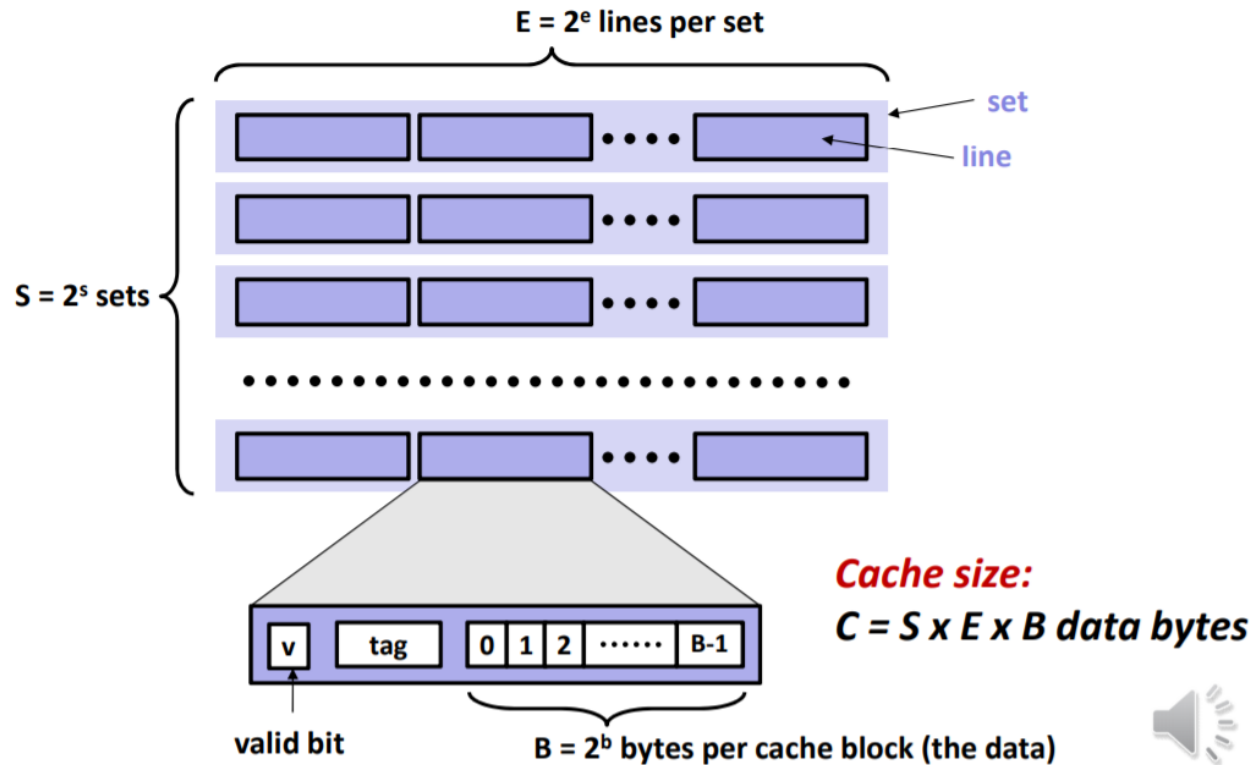 E = 2ᵉ lines per set
set
line
S = 2ˢ sets
v
tag
0 1 2 ...... B-1
valid bit
B = 2ᵇ bytes per cache block (the data)
Cache size:
C = S x E x B data bytes